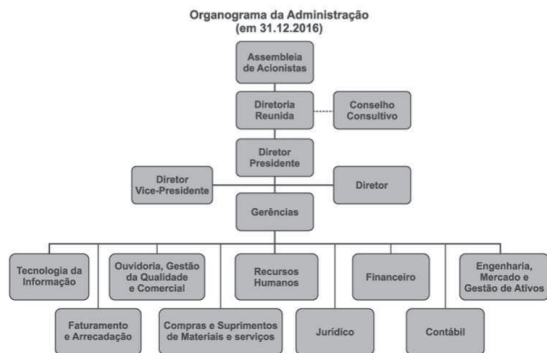 Organograma da Administração
(em 31.12.2016)
Assembleia
de Acionistas
Diretoria
Reunida
Conselho
Consultivo
Diretor
Presidente
Diretor
Vice-Presidente
Diretor
Gerências
Tecnologia da
Informação
Ouvidoria, Gestão
da Qualidade
e Comercial
Recursos
Humanos
Financeiro
Engenharia,
Mercado e
Gestão de Ativos
Faturamento
e Arrecadação
Compras e Suprimentos
de Materiais e serviços
Jurídico
Contábil